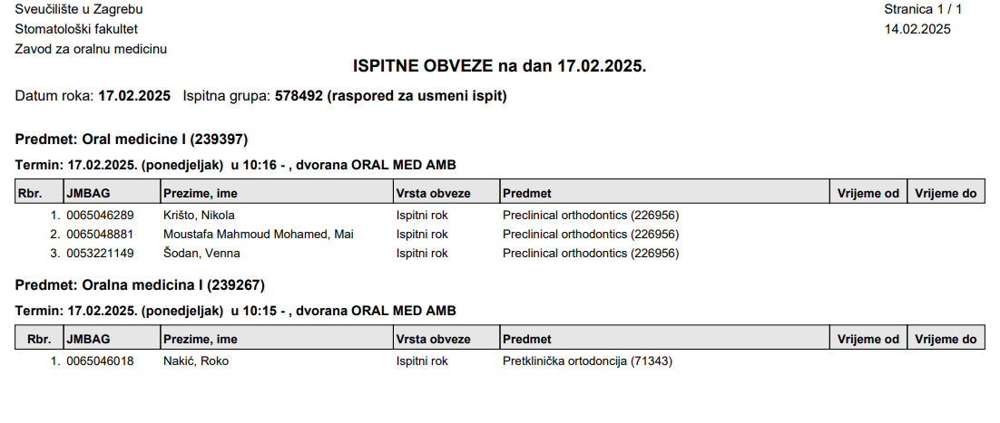 Sveučilište u Zagrebu
Stranica 1 / 1
Stomatološki fakultet
14.02.2025
Zavod za oralnu medicinu
ISPITNE OBVEZE na dan 17.02.2025.
Datum roka: 17.02.2025 Ispitna grupa: 578492 (raspored za usmeni ispit)
Predmet: Oral medicine I (239397)
Termin: 17.02.2025. (ponedjeljak) u 10:16 - , dvorana ORAL MED AMB
Rbr. JMBAG Prezime, ime Vrsta obveze Predmet Vrijeme od Vrijeme do
1. 0065046289 Krišto, Nikola Ispitni rok Preclinical orthodontics (226956)
2. 0065048881 Moustafa Mahmoud Mohamed, Mai Ispitni rok Preclinical orthodontics (226956)
3. 0053221149 Šodan, Venna Ispitni rok Preclinical orthodontics (226956)
Predmet: Oralna medicina I (239267)
Termin: 17.02.2025. (ponedjeljak) u 10:15 - , dvorana ORAL MED AMB
Rbr. JMBAG Prezime, ime Vrsta obveze Predmet Vrijeme od Vrijeme do
1. 0065046018 Nakić, Roko Ispitni rok Pretklinička ortodoncija (71343)